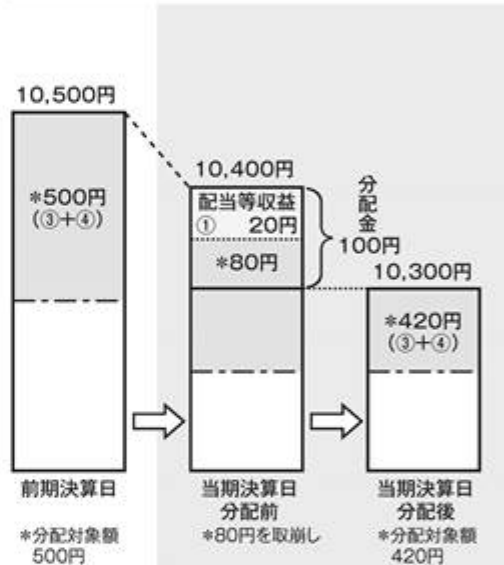 10,500円
*500円
(③+④)
10,400円
配当等収益
① 20円
*80円
分配金
100円
10,300円
*420円
(③+④)
前期決算日
*分配対象額
500円
当期決算日
分配前
*80円を取崩し
当期決算日
分配後
*分配対象額
420円